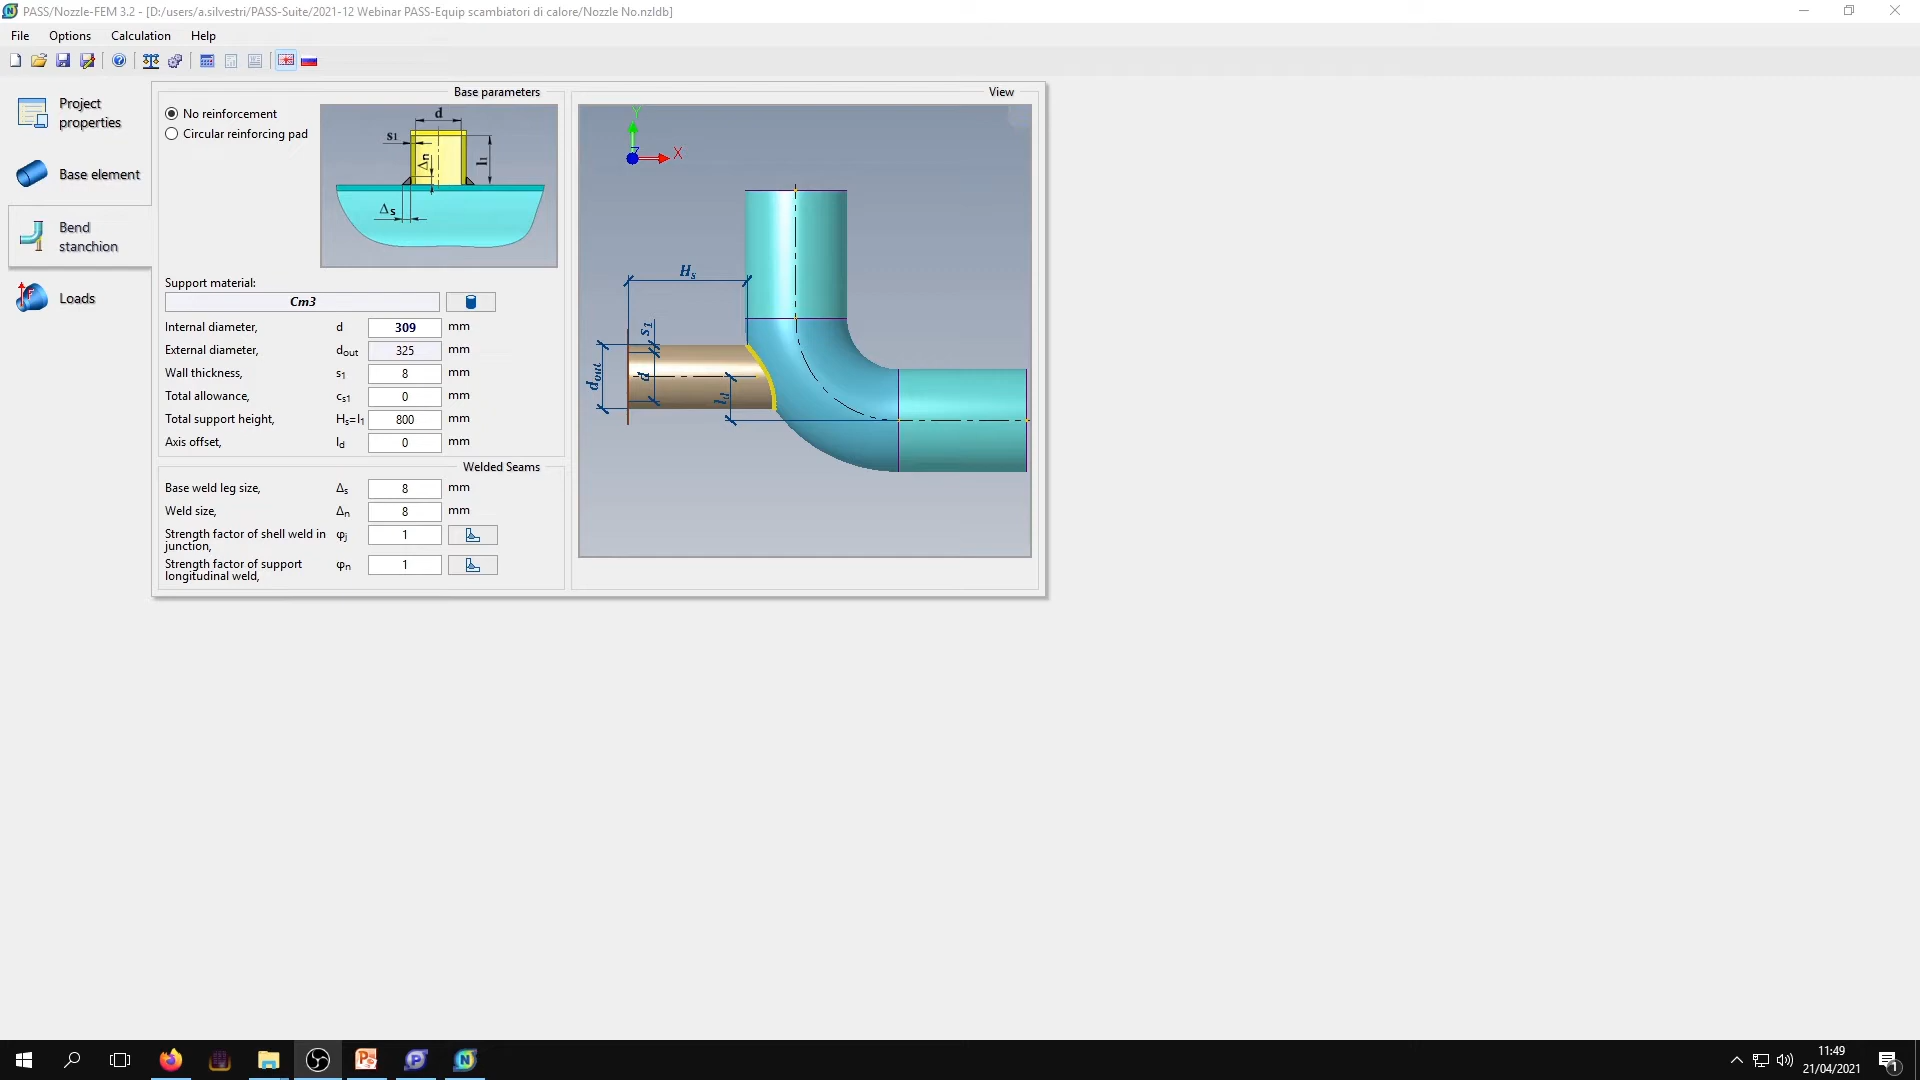 PASS/Nozzle-FEM 3.2 - [D:/users/a.silvestri/PASS-Suite/2021-12 Webinar PASS-Equip scambiatori di calore/Nozzle No.nzldb]
File Options Calculation Help
Project
properties
Base element
Bend
stanchion
Loads
Base parameters
No reinforcement
Circular reinforcing pad
d
s1
l1
Δn
Δs
Support material:
Cm3
Internal diameter, d 309 mm
External diameter, dout 325 mm
Wall thickness, s1 8 mm
Total allowance, cs1 0 mm
Total support height, Hs=l1 800 mm
Axis offset, ld 0 mm
Welded Seams
Base weld leg size, Δs 8 mm
Weld size, Δn 8 mm
Strength factor of shell weld in
junction, φj 1
Strength factor of support
longitudinal weld, φn 1
View
Y
Z
X
Hs
s1
dout
d
ld
11:49
21/04/2021
1